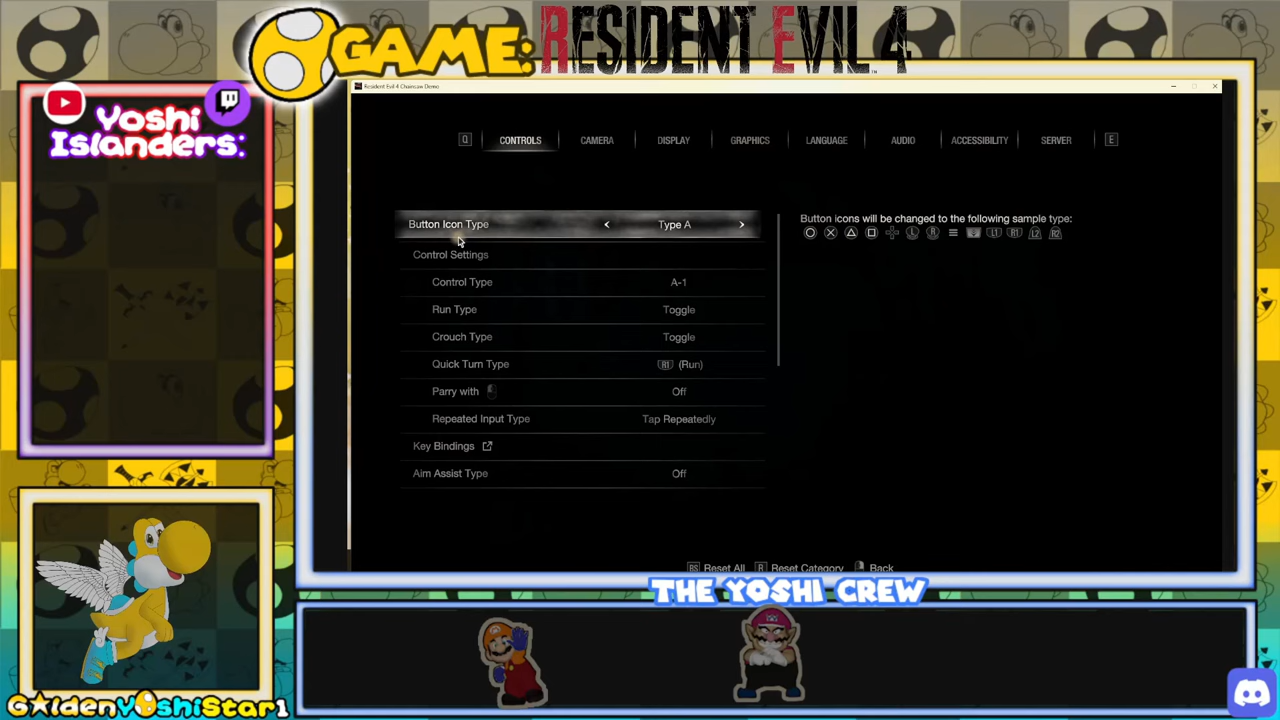 GAME: RESIDENT EVIL 4
Resident Evil 4 Chainsaw Demo
Yoshi
Islanders:
Q CONTROLS CAMERA DISPLAY GRAPHICS LANGUAGE AUDIO ACCESSIBILITY SERVER E
Button Icon Type Type A
Button icons will be changed to the following sample type:
L R L1 R1 L2 R2
Control Settings
Control Type A-1
Run Type Toggle
Crouch Type Toggle
Quick Turn Type R1 (Run)
Parry with Off
Repeated Input Type Tap Repeatedly
Key Bindings
Aim Assist Type Off
BS Reset All R Reset Category Back
THE YOSHI CREW
G★ldenYoshiStar1